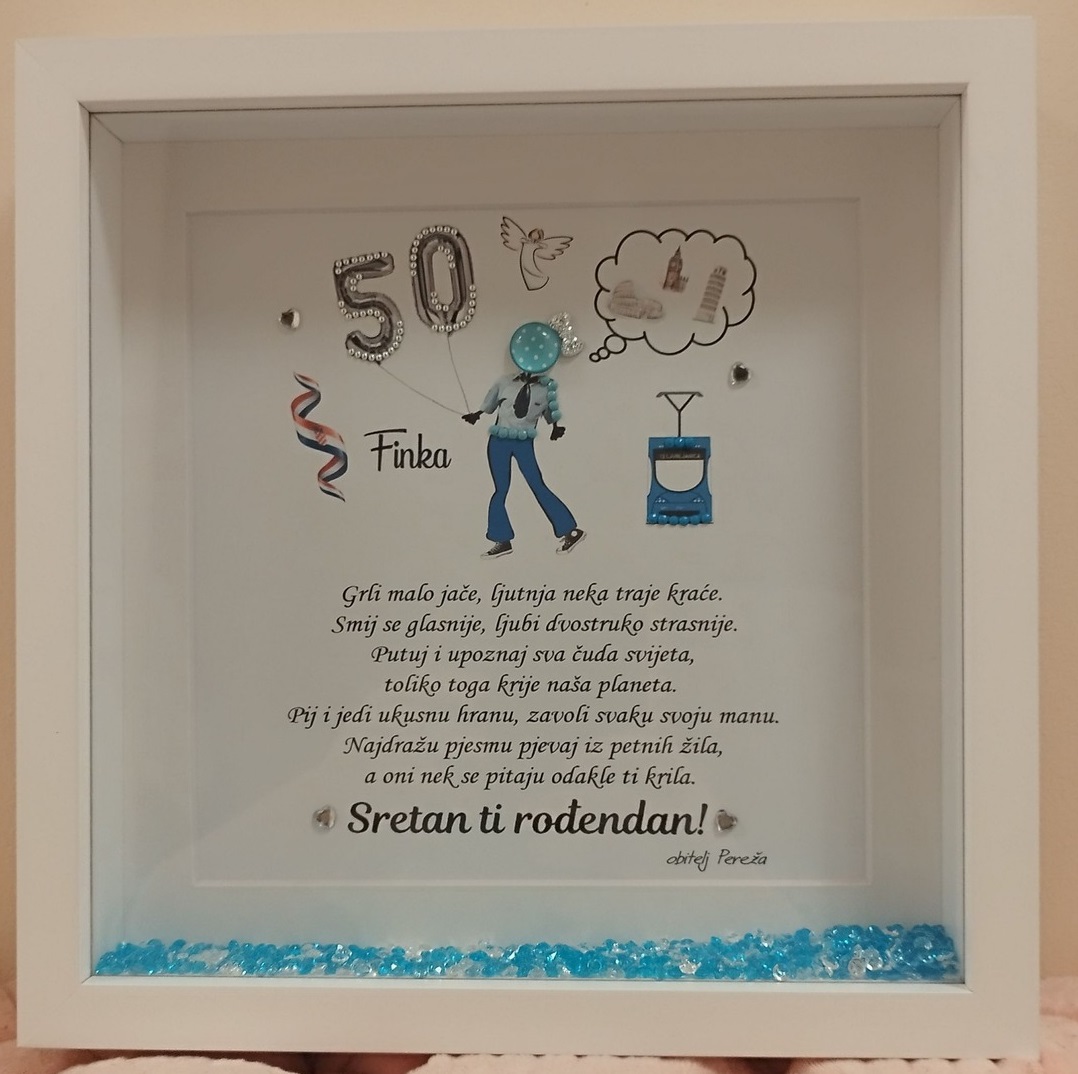 50
Finka
Grli malo jače, ljutnja neka traje kraće.
Smij se glasnije, ljubi dvostruko strasnije.
Putuj i upoznaj sva čuda svijeta,
toliko toga krije naša planeta.
Pij i jedi ukusnu hranu, zavoli svaku svoju manu.
Najdražu pjesmu pjevaj iz petnih žila,
a oni nek se pitaju odakle ti krila.
Sretan ti rođendan!
obitelj Pereža